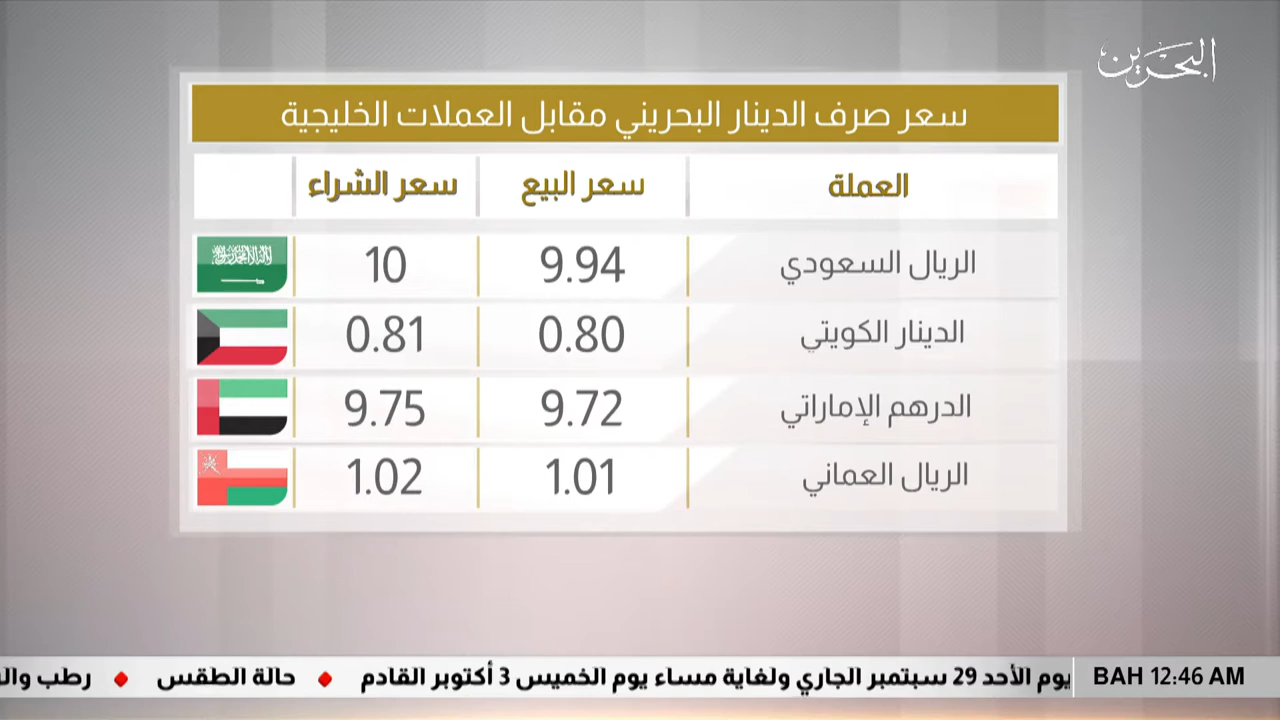 البحرين
سعر صرف الدينار البحريني مقابل العملات الخليجية
العملة سعر البيع سعر الشراء
الريال السعودي 9.94 10
الدينار الكويتي 0.80 0.81
الدرهم الإماراتي 9.72 9.75
الريال العماني 1.01 1.02
BAH 12:46 AM
يوم الأحد 29 سبتمبر الجاري ولغاية مساء يوم الخميس 3 أكتوبر القادم ♦ حالة الطقس ♦ رطب